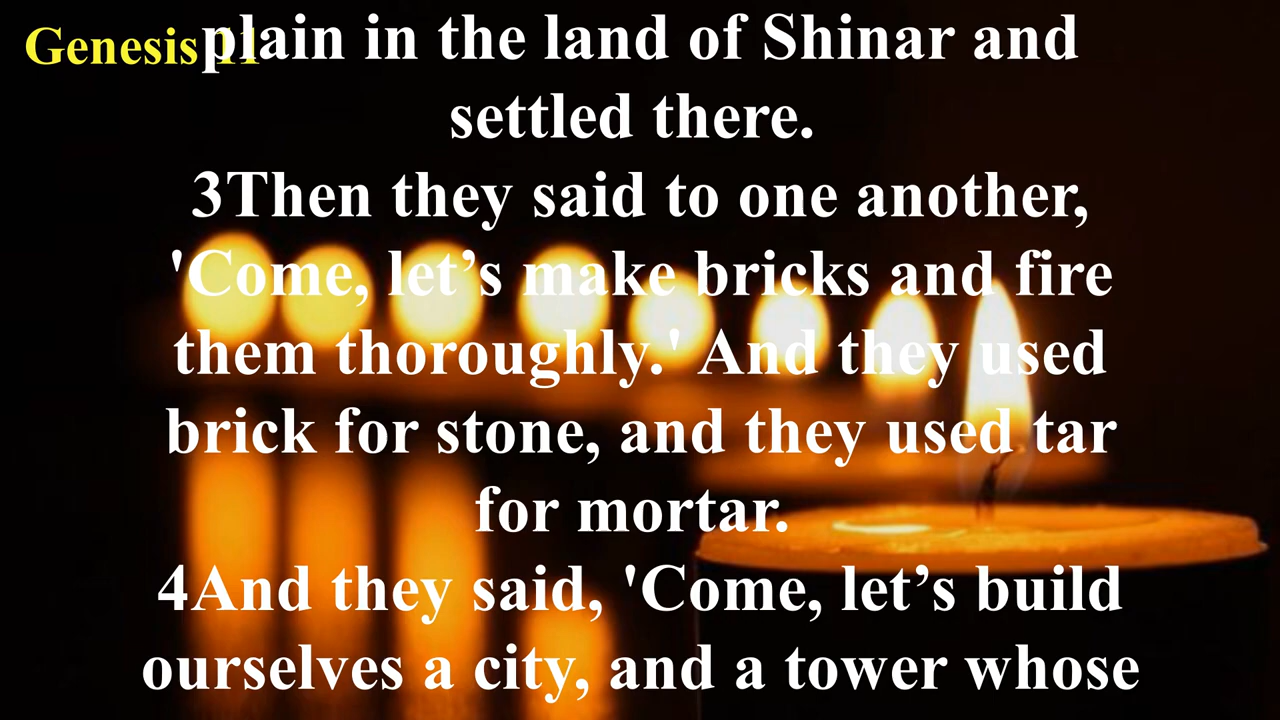 Genesis 11
plain in the land of Shinar and
settled there.
3Then they said to one another,
'Come, let’s make bricks and fire
them thoroughly.' And they used
brick for stone, and they used tar
for mortar.
4And they said, 'Come, let’s build
ourselves a city, and a tower whose